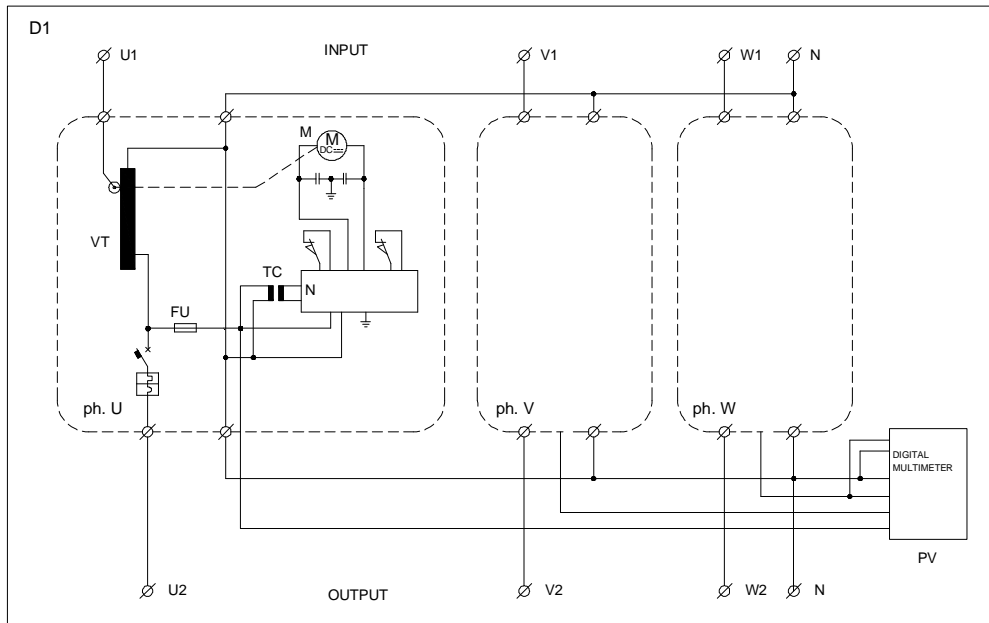 D1
U1
INPUT
V1
W1
N
M
M
DC
VT
TC
N
FU
ph. U
ph. V
ph. W
DIGITAL
MULTIMETER
PV
U2
OUTPUT
V2
W2
N